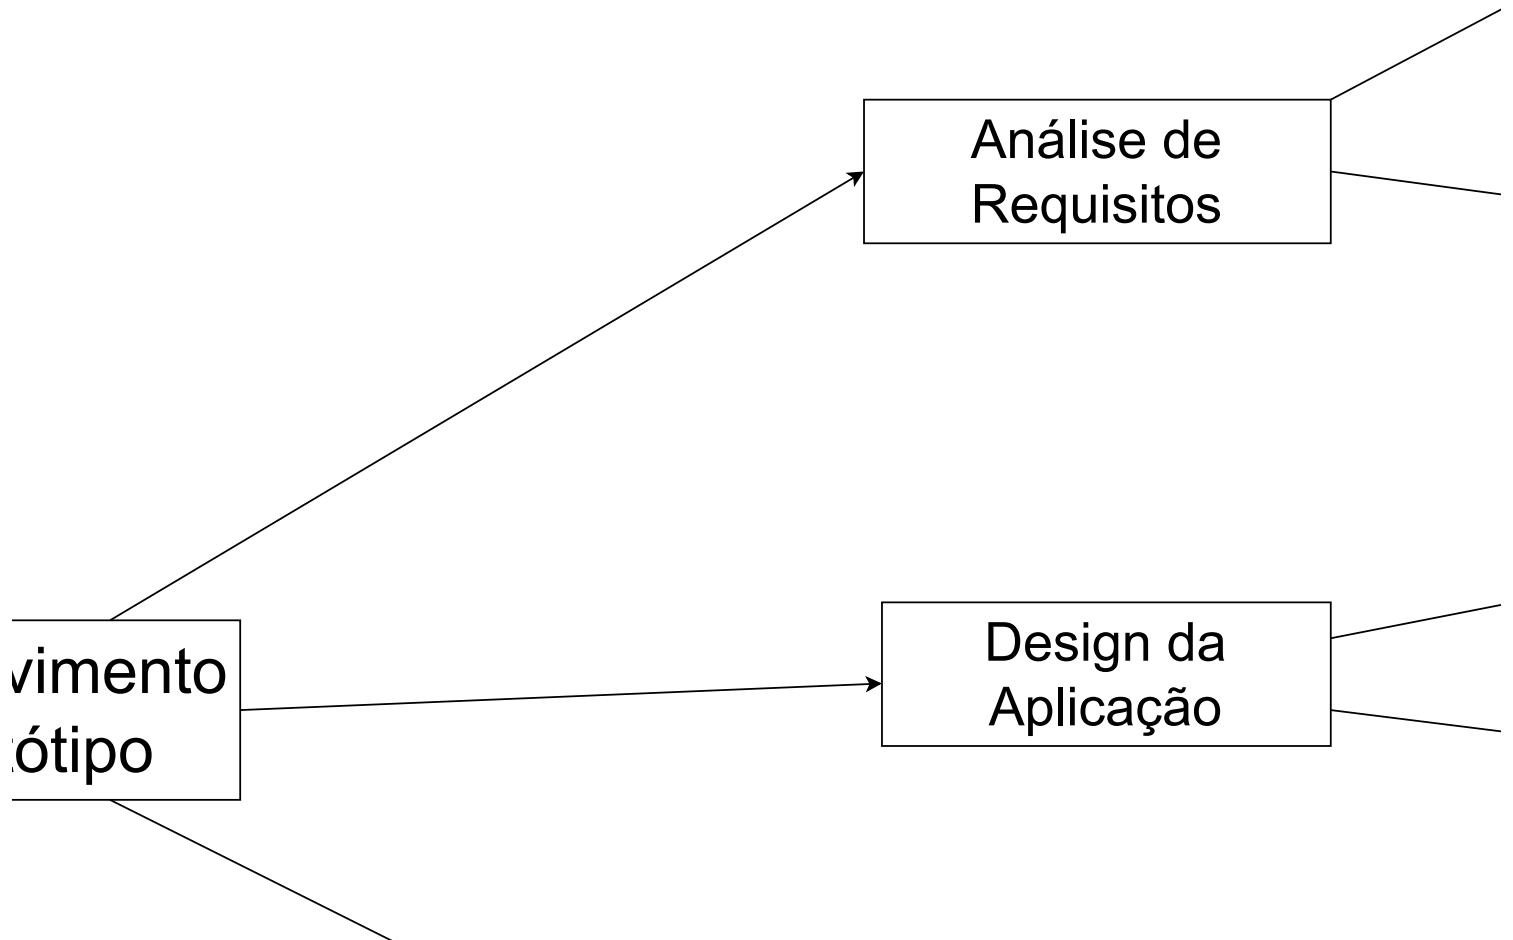 Análise de
Requisitos
Design da
Aplicação
vimento
ótipo